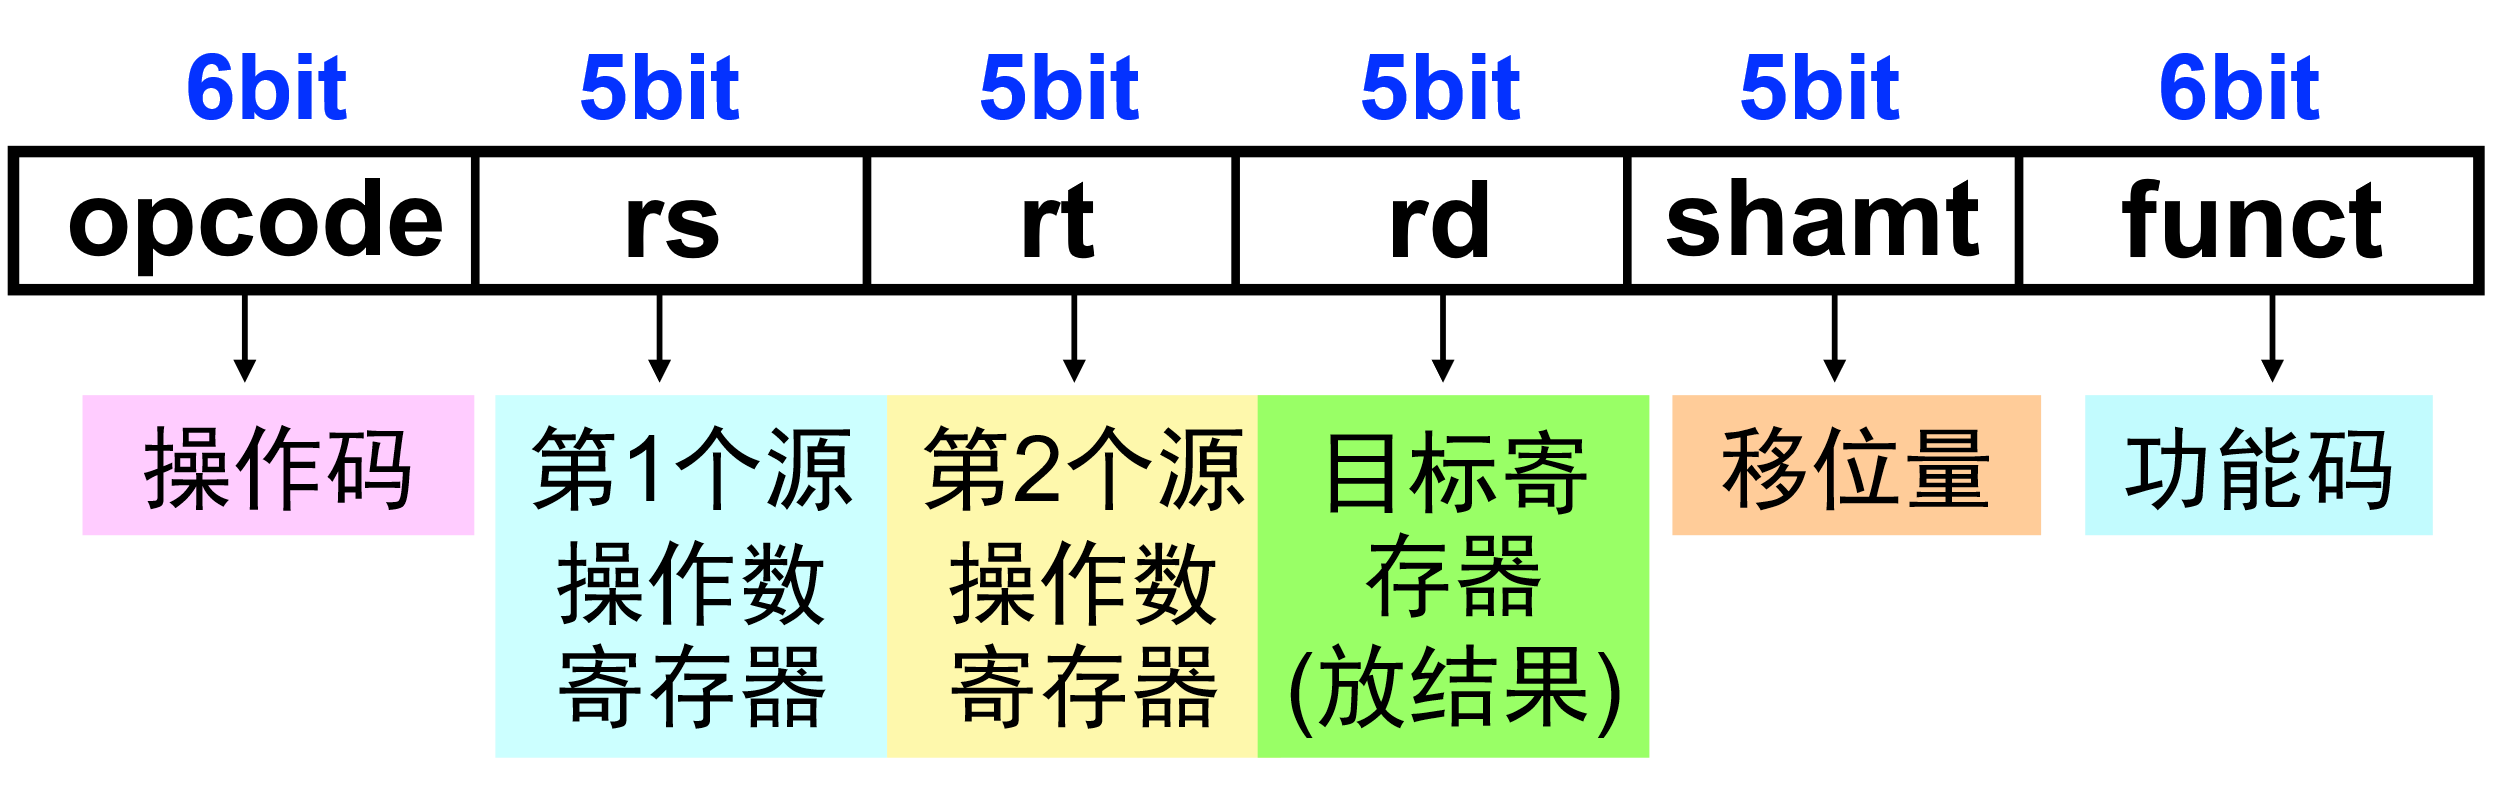 6bit 5bit 5bit 5bit 5bit 6bit
opcode rs rt rd shamt funct
操作码
第1个源
操作数
寄存器
第2个源
操作数
寄存器
目标寄
存器
(放结果)
移位量
功能码